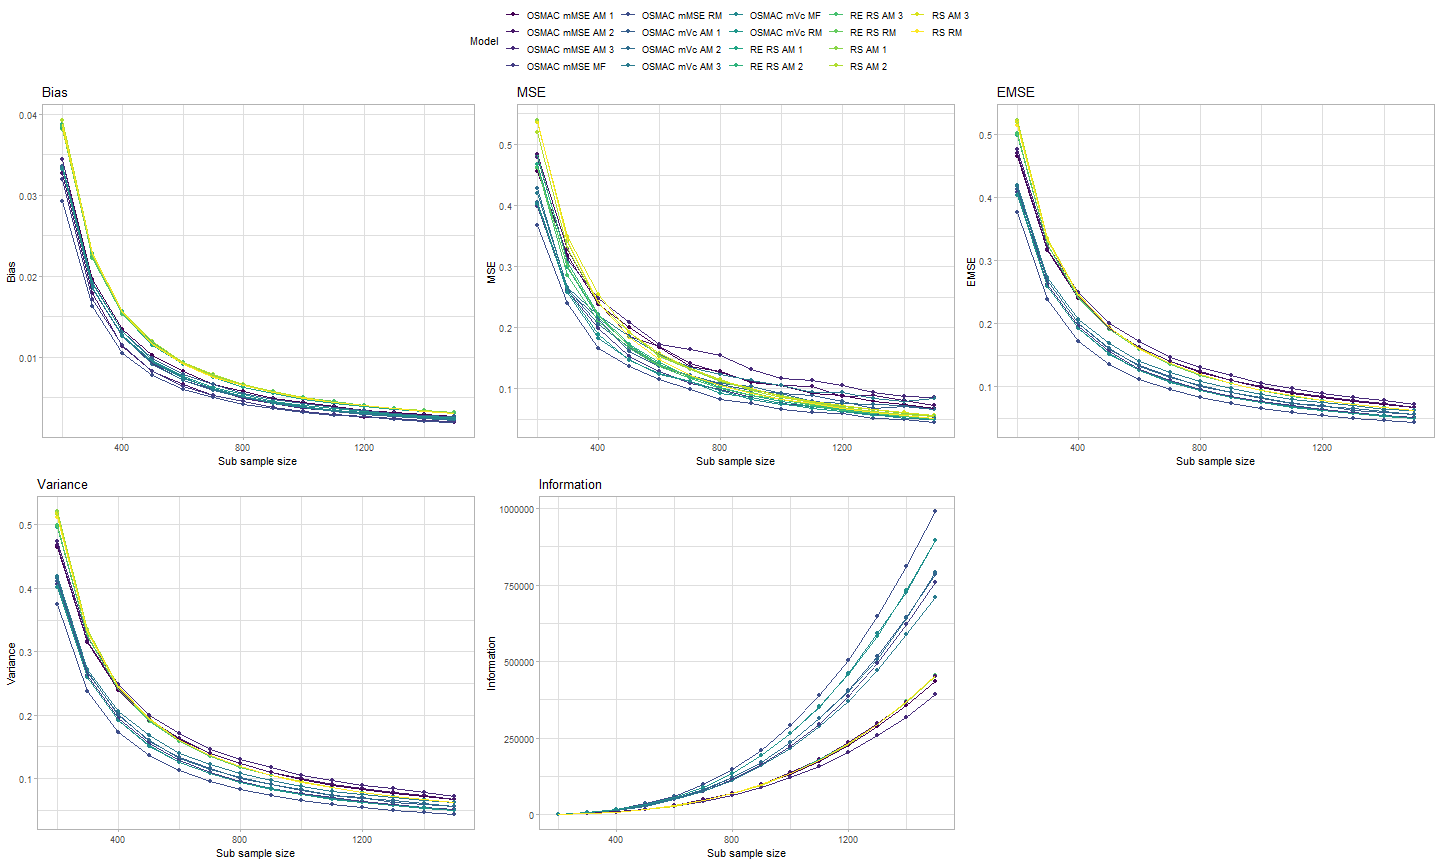 OSMAC mMSE AM 1 OSMAC mMSE RM OSMAC mVc MF RE RS AM 3 RS AM 3
OSMAC mMSE AM 2 OSMAC mVc AM 1 OSMAC mVc RM RE RS RM RS RM
Model
OSMAC mMSE AM 3 OSMAC mVc AM 2 RE RS AM 1 RS AM 1
OSMAC mMSE MF OSMAC mVc AM 3 RE RS AM 2 RS AM 2
Bias
0.04
0.03
0.02
0.01
Bias
400 800 1200
Sub sample size
MSE
0.5
0.4
0.3
0.2
0.1
MSE
400 800 1200
Sub sample size
EMSE
0.5
0.4
0.3
0.2
0.1
EMSE
400 800 1200
Sub sample size
Variance
0.5
0.4
0.3
0.2
0.1
Variance
400 800 1200
Sub sample size
Information
1000000
750000
500000
250000
0
Information
400 800 1200
Sub sample size